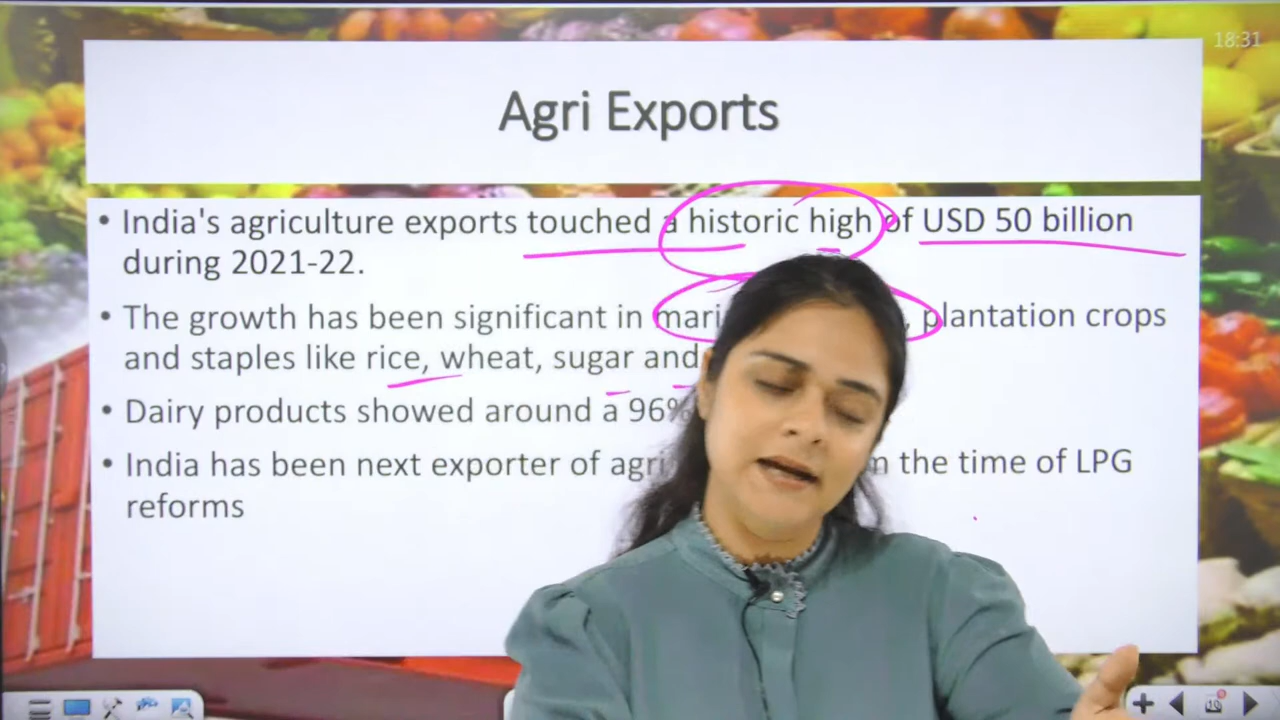 18:31
Agri Exports
• India's agriculture exports touched a historic high of USD 50 billion
during 2021-22.
• The growth has been significant in plantation crops
and staples like rice, wheat, sugar and
• Dairy products showed around a 96%
• India has been next exporter of the time of LPG
reforms